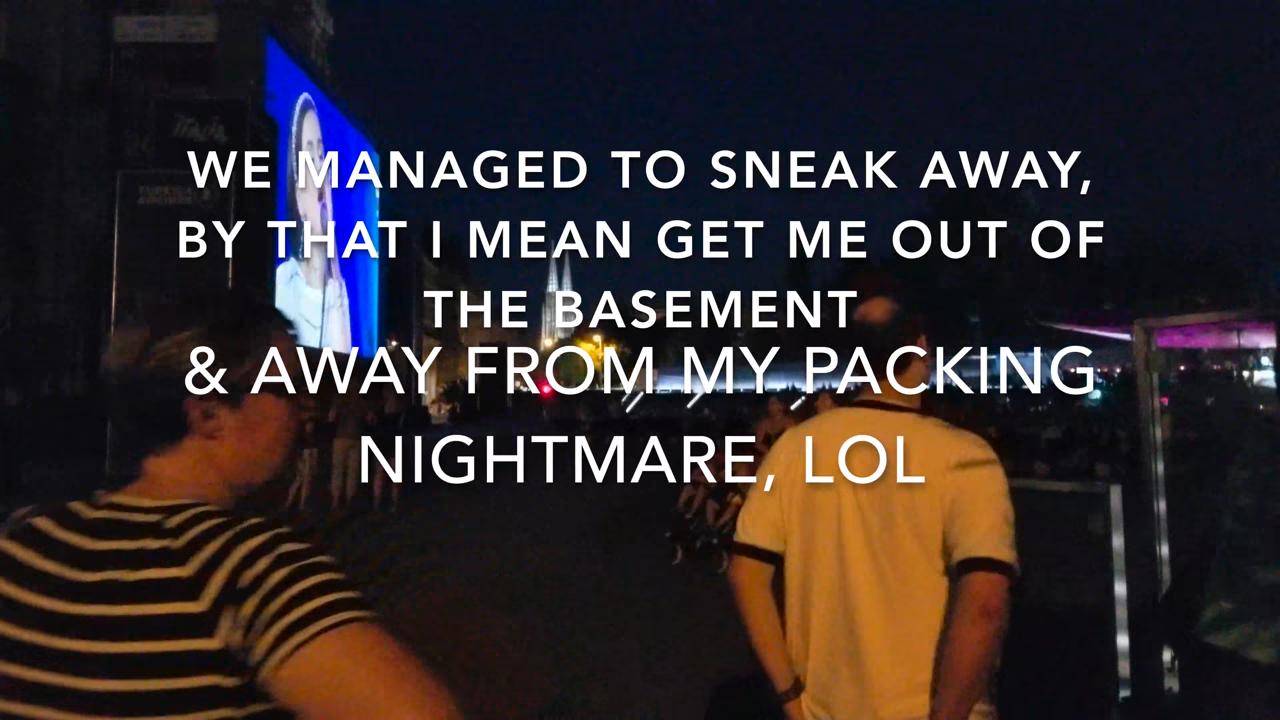 WE MANAGED TO SNEAK AWAY,
BY THAT I MEAN GET ME OUT OF
THE BASEMENT
& AWAY FROM MY PACKING
NIGHTMARE, LOL